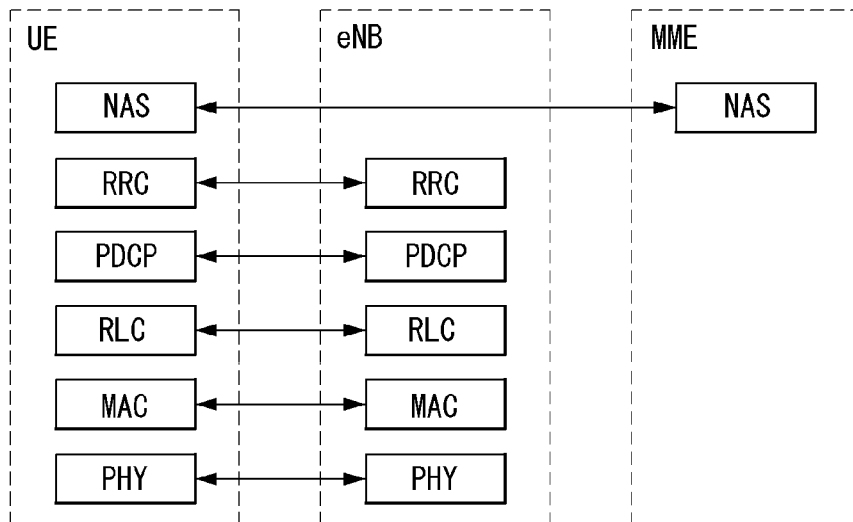 UE eNB MME
NAS NAS
RRC RRC
PDCP PDCP
RLC RLC
MAC MAC
PHY PHY